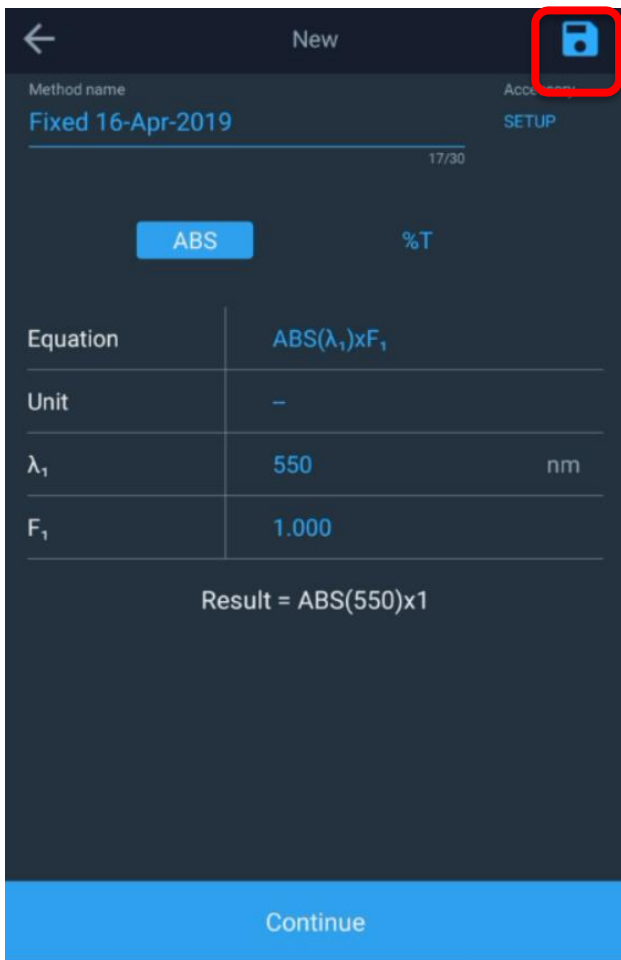 New
Method name
Accessory
Fixed 16-Apr-2019
SETUP
17/30
ABS %T
Equation ABS(λ₁)xF₁
Unit –
λ₁ 550 nm
F₁ 1.000
Result = ABS(550)x1
Continue